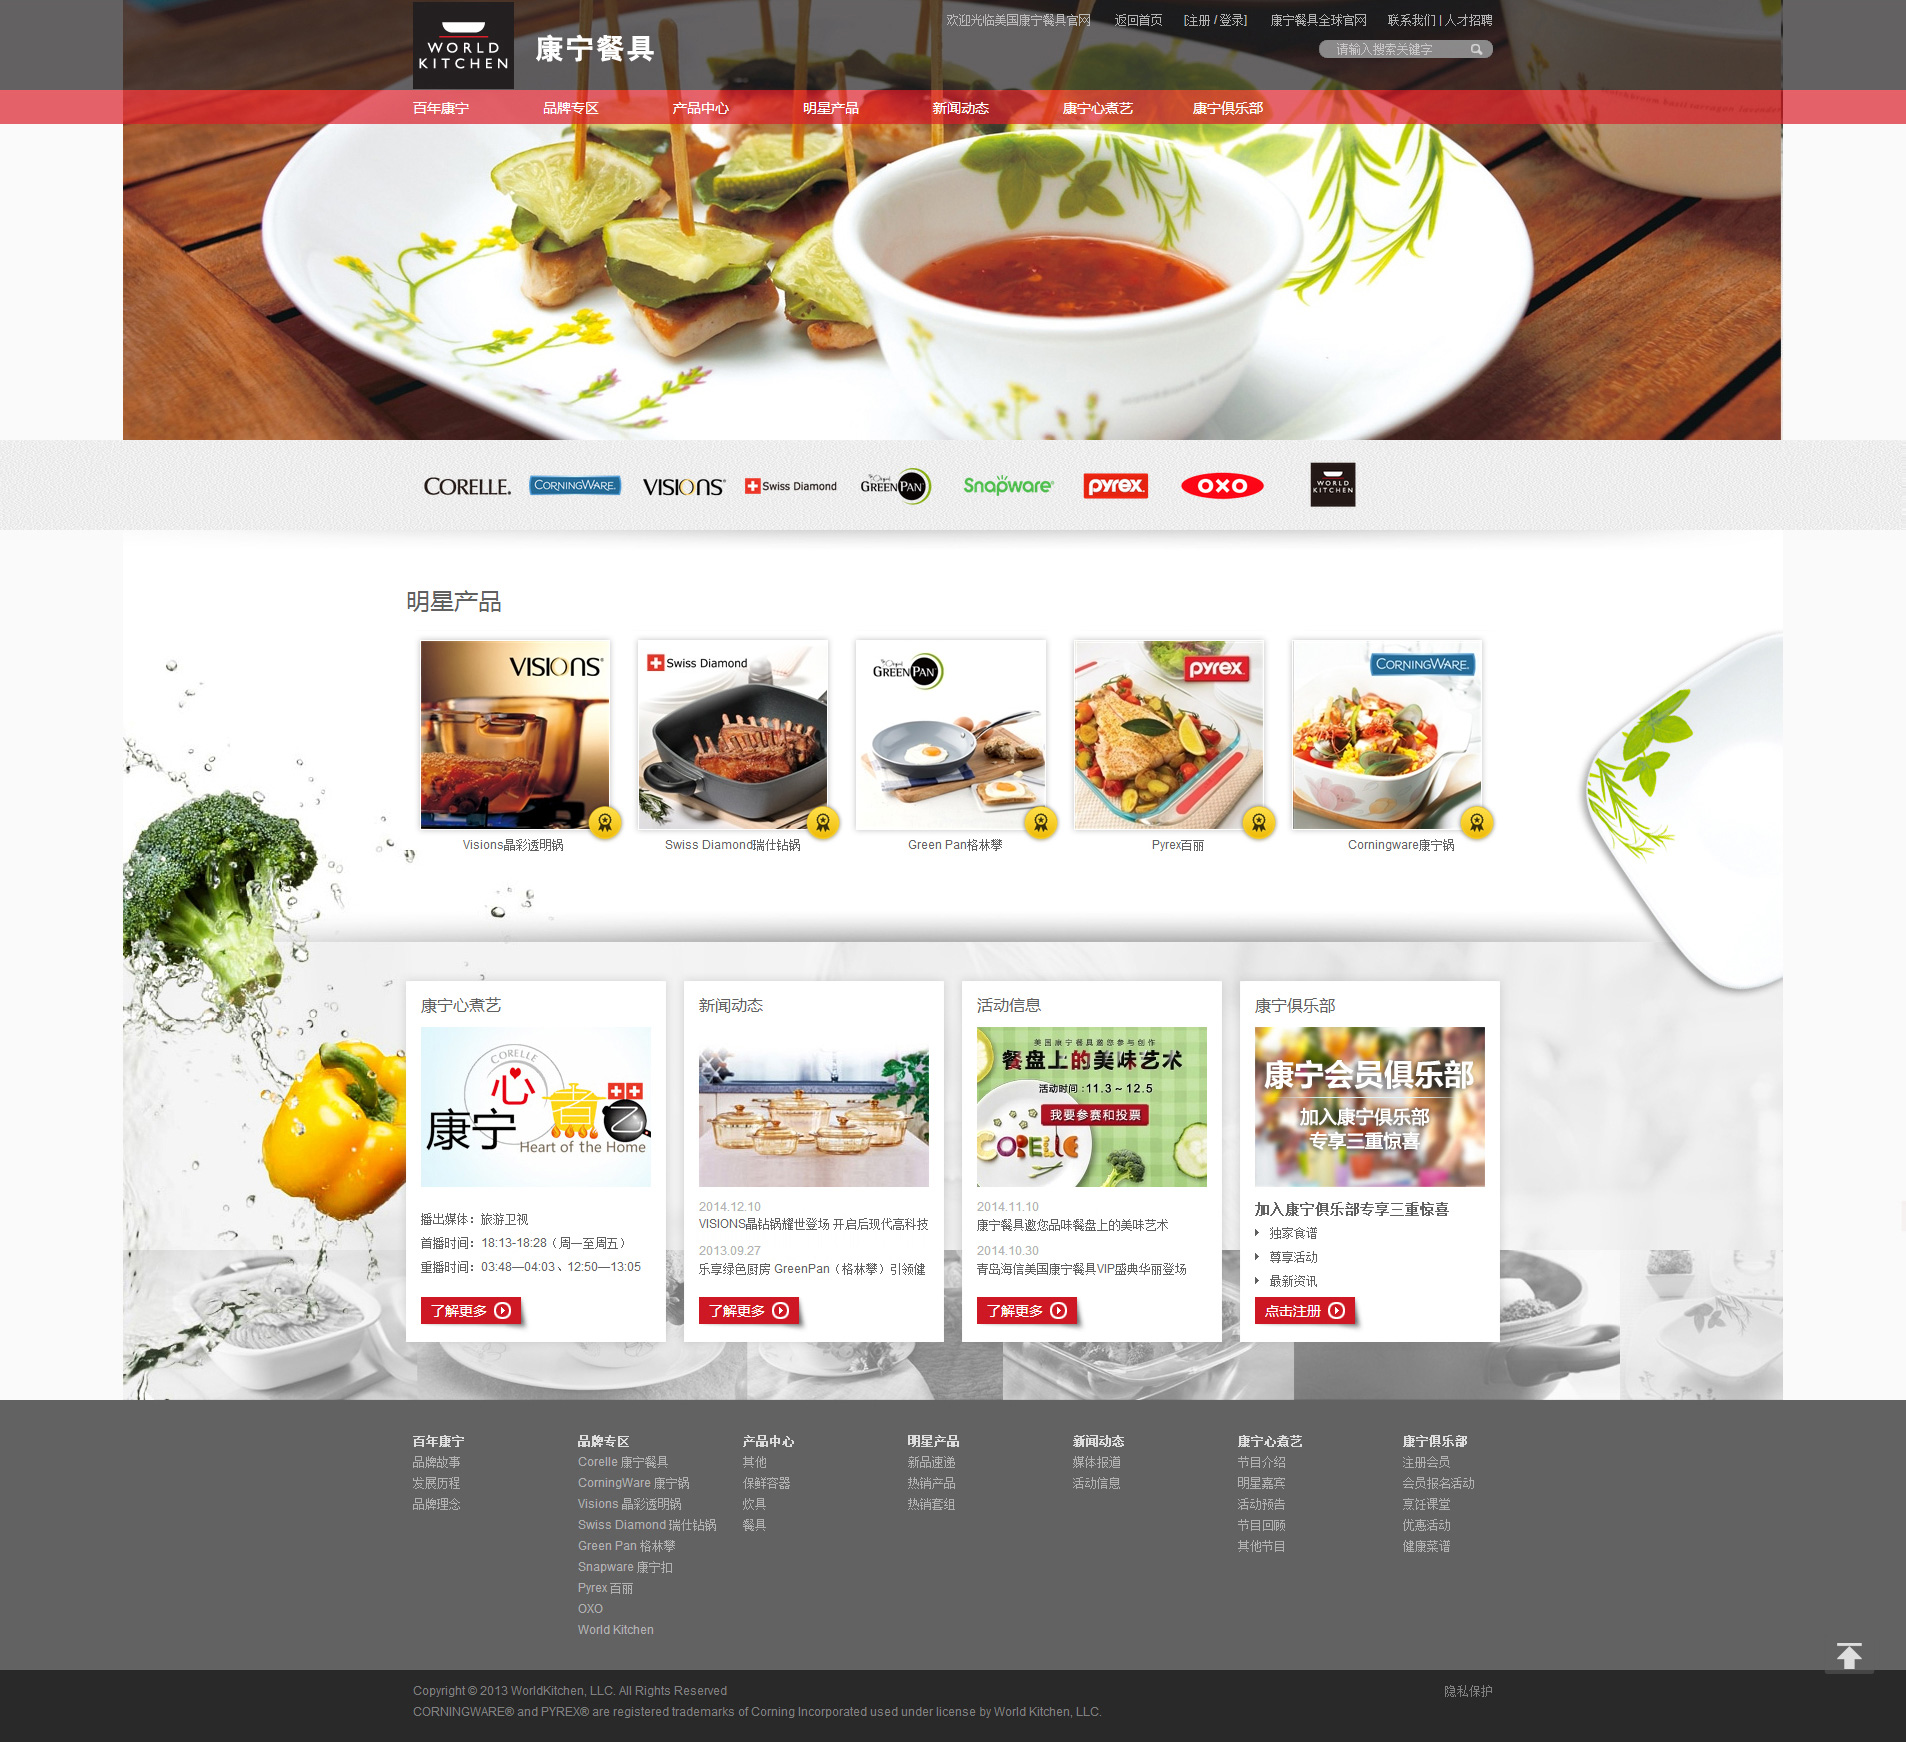 欢迎光临美国康宁餐具官网 返回首页 [注册 / 登录] 康宁餐具全球官网 联系我们 | 人才招聘
WORLD KITCHEN
康宁餐具
请输入搜索关键字
百年康宁 品牌专区 产品中心 明星产品 新闻动态 康宁心煮艺 康宁俱乐部
CORELLE. CORNINGWARE. VISIONS Swiss Diamond The Original GREENPAN Snapware pyrex OXO WORLD KITCHEN
明星产品
VISIONS Swiss Diamond The Original GREENPAN pyrex CORNINGWARE.
Visions晶彩透明锅 Swiss Diamond瑞仕钻锅 Green Pan格林攀 Pyrex百丽 Corningware康宁锅
康宁心煮艺
CORELLE
康宁心煮艺
Heart of the Home
播出媒体：旅游卫视
首播时间：18:13-18:28（周一至周五）
重播时间：03:48—04:03、12:50—13:05
了解更多
新闻动态
2014.12.10
VISIONS晶钻锅耀世登场 开启后现代高科技
2013.09.27
乐享绿色厨房 GreenPan（格林攀）引领健
了解更多
活动信息
美国康宁餐具邀您参与创作
餐盘上的美味艺术
活动时间：11.3 ~ 12.5
我要参赛和投票
CORELLE
2014.11.10
康宁餐具邀您品味餐盘上的美味艺术
2014.10.30
青岛海信美国康宁餐具VIP盛典华丽登场
了解更多
康宁俱乐部
康宁会员俱乐部
加入康宁俱乐部
专享三重惊喜
加入康宁俱乐部专享三重惊喜
独家食谱
尊享活动
最新资讯
点击注册
百年康宁
品牌故事
发展历程
品牌理念
品牌专区
Corelle 康宁餐具
CorningWare 康宁锅
Visions 晶彩透明锅
Swiss Diamond 瑞仕钻锅
Green Pan 格林攀
Snapware 康宁扣
Pyrex 百丽
OXO
World Kitchen
产品中心
其他
保鲜容器
炊具
餐具
明星产品
新品速递
热销产品
热销套组
新闻动态
媒体报道
活动信息
康宁心煮艺
节目介绍
明星嘉宾
活动预告
节目回顾
其他节目
康宁俱乐部
注册会员
会员报名活动
烹饪课堂
优惠活动
健康菜谱
Copyright © 2013 WorldKitchen, LLC. All Rights Reserved 隐私保护
CORNINGWARE® and PYREX® are registered trademarks of Corning Incorporated used under license by World Kitchen, LLC.